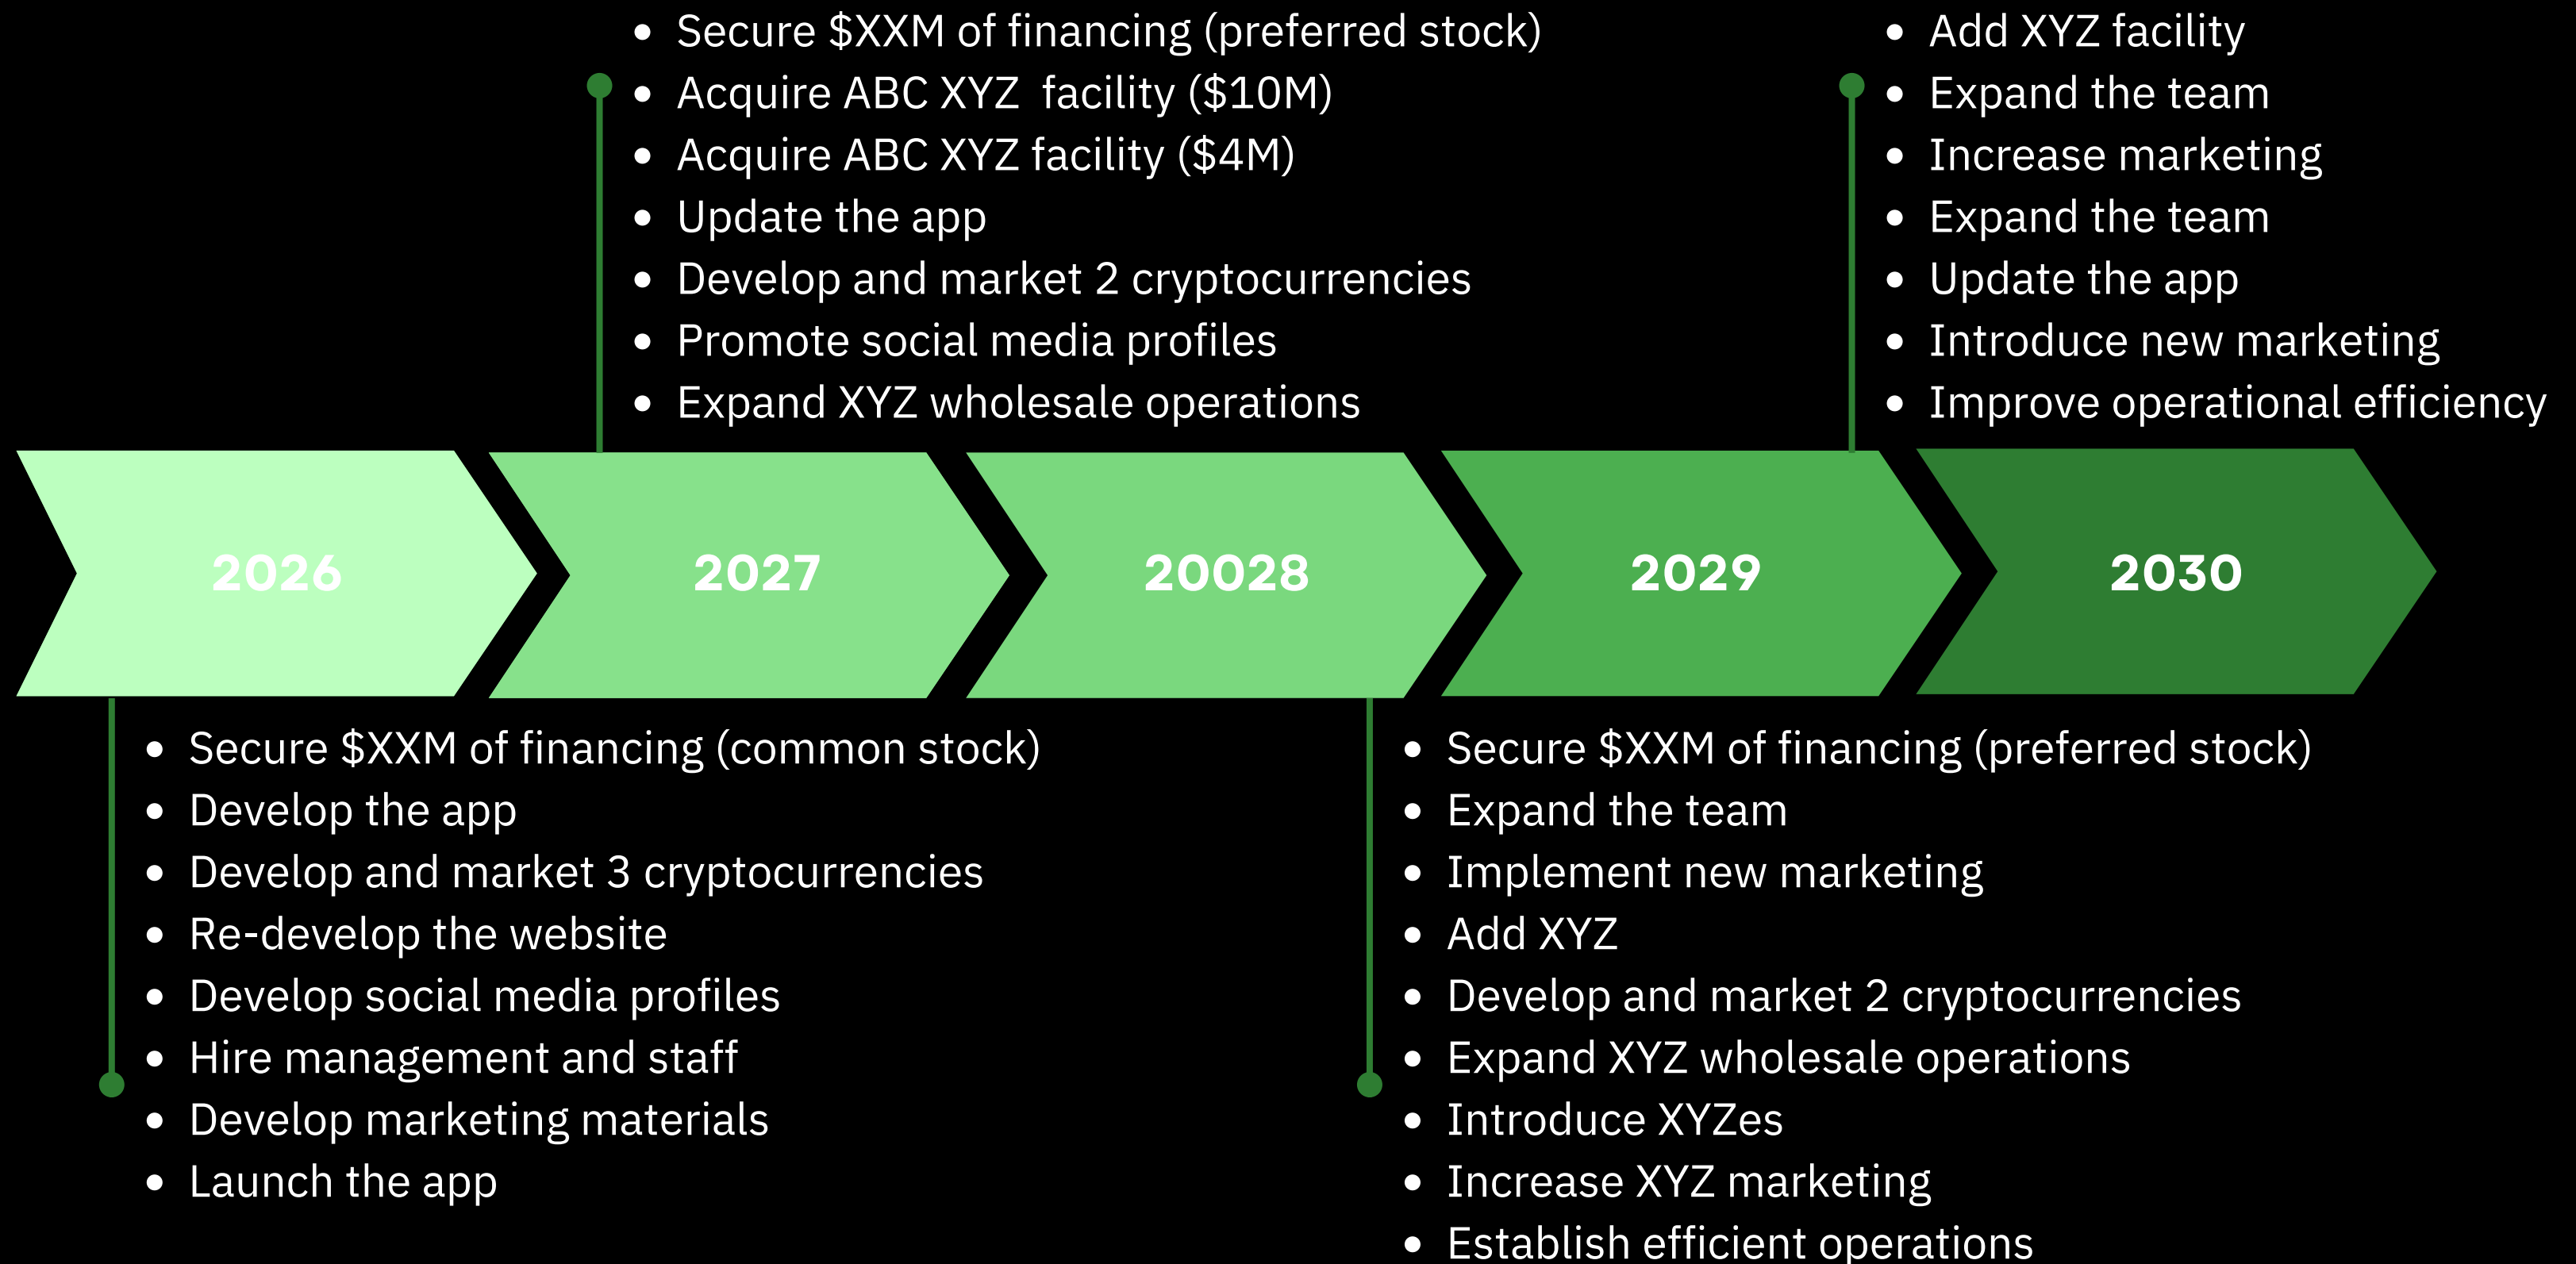 • Secure $XXM of financing (preferred stock)
• Acquire ABC XYZ  facility ($10M)
• Acquire ABC XYZ facility ($4M)
• Update the app
• Develop and market 2 cryptocurrencies
• Promote social media profiles
• Expand XYZ wholesale operations
• Add XYZ facility
• Expand the team
• Increase marketing
• Expand the team
• Update the app
• Introduce new marketing
• Improve operational efficiency
2026
2027
20028
2029
2030
• Secure $XXM of financing (common stock)
• Develop the app
• Develop and market 3 cryptocurrencies
• Re-develop the website
• Develop social media profiles
• Hire management and staff
• Develop marketing materials
• Launch the app
• Secure $XXM of financing (preferred stock)
• Expand the team
• Implement new marketing
• Add XYZ
• Develop and market 2 cryptocurrencies
• Expand XYZ wholesale operations
• Introduce XYZes
• Increase XYZ marketing
• Establish efficient operations